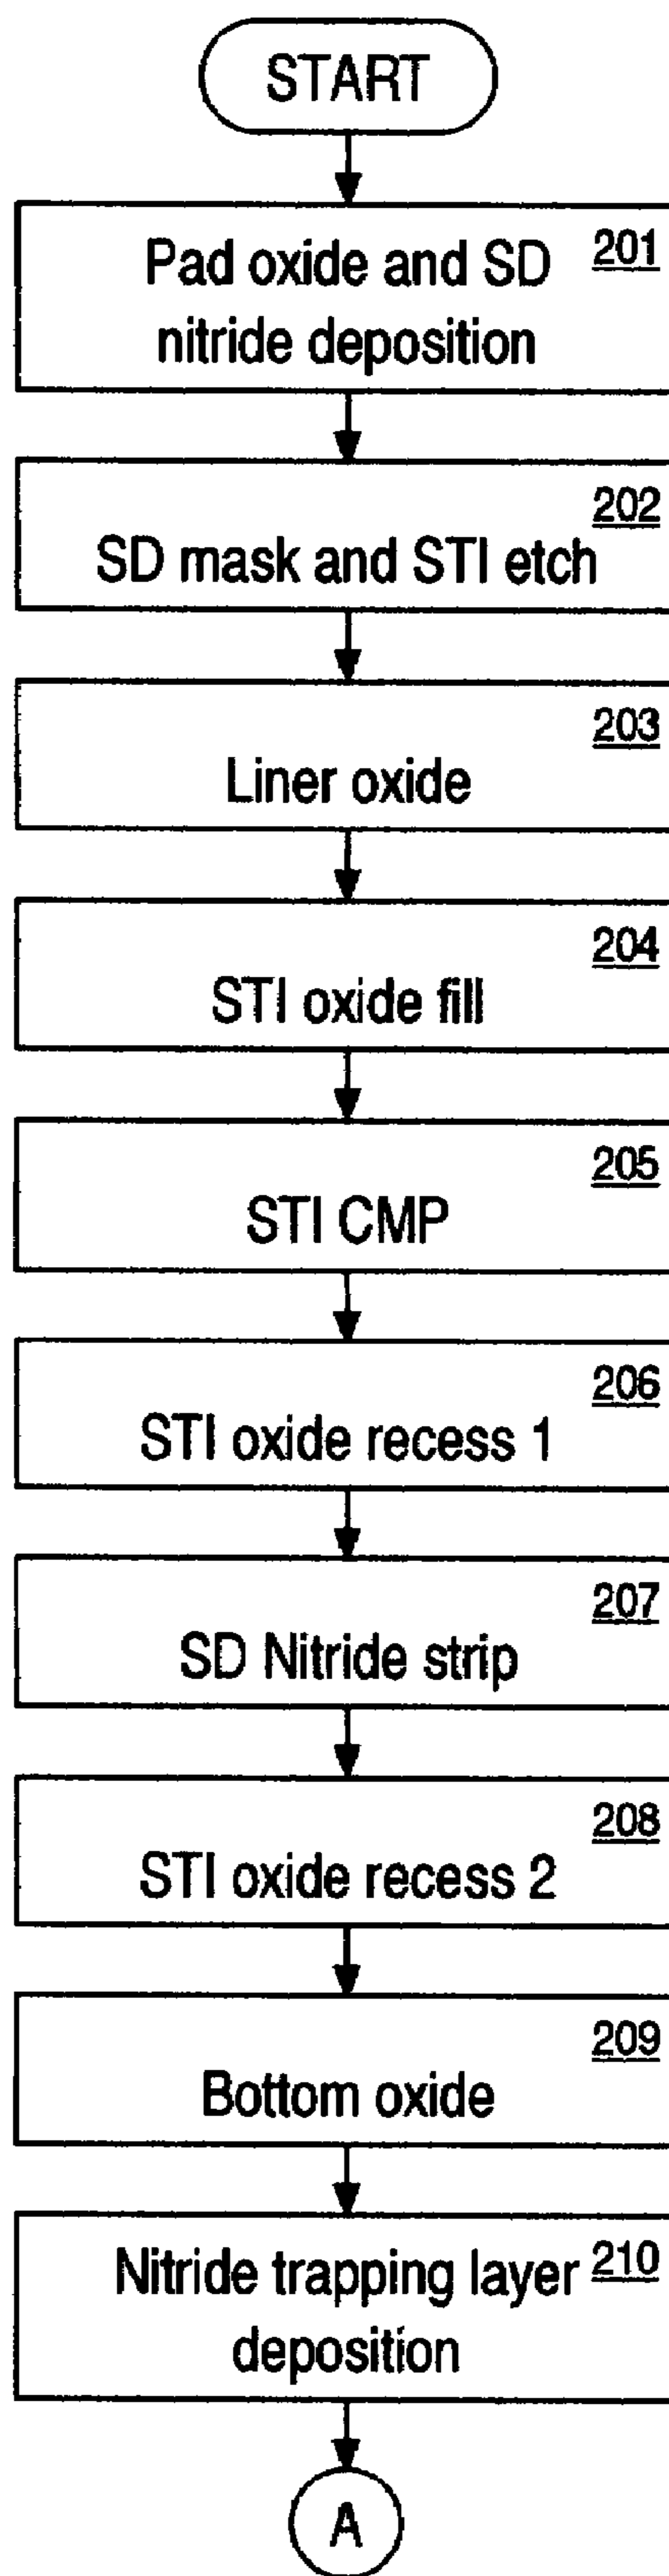 START
201
Pad oxide and SD
nitride deposition
202
SD mask and STI etch
203
Liner oxide
204
STI oxide fill
205
STI CMP
206
STI oxide recess 1
207
SD Nitride strip
208
STI oxide recess 2
209
Bottom oxide
210
Nitride trapping layer
deposition
A